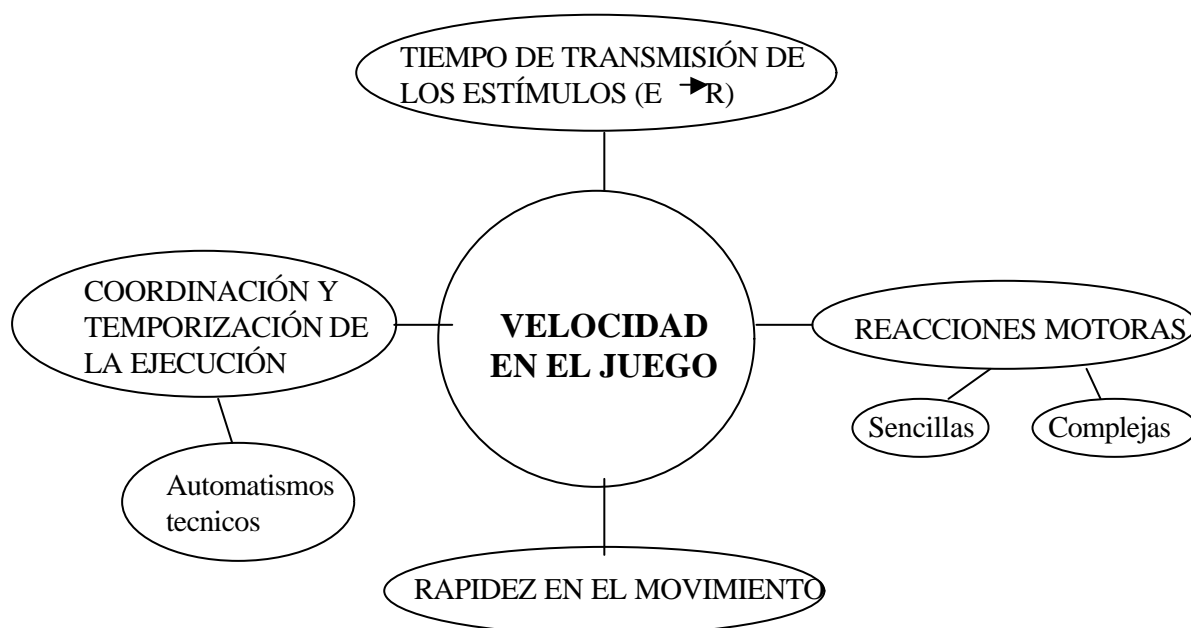 TIEMPO DE TRANSMISIÓN DE
LOS ESTÍMULOS (E → R)
COORDINACIÓN Y
TEMPORIZACIÓN DE
LA EJECUCIÓN
VELOCIDAD
EN EL JUEGO
REACCIONES MOTORAS
Sencillas
Complejas
Automatismos
tecnicos
RAPIDEZ EN EL MOVIMIENTO